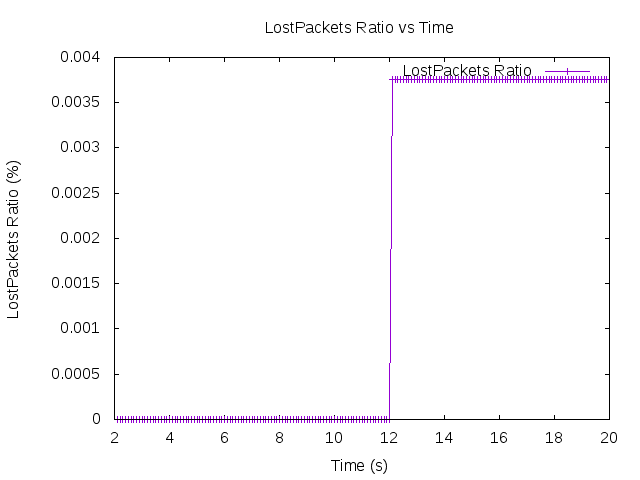 LostPackets Ratio vs Time
LostPackets Ratio
0.004
0.0035
0.003
0.0025
0.002
0.0015
0.001
0.0005
0
LostPackets Ratio (%)
2 4 6 8 10 12 14 16 18 20
Time (s)